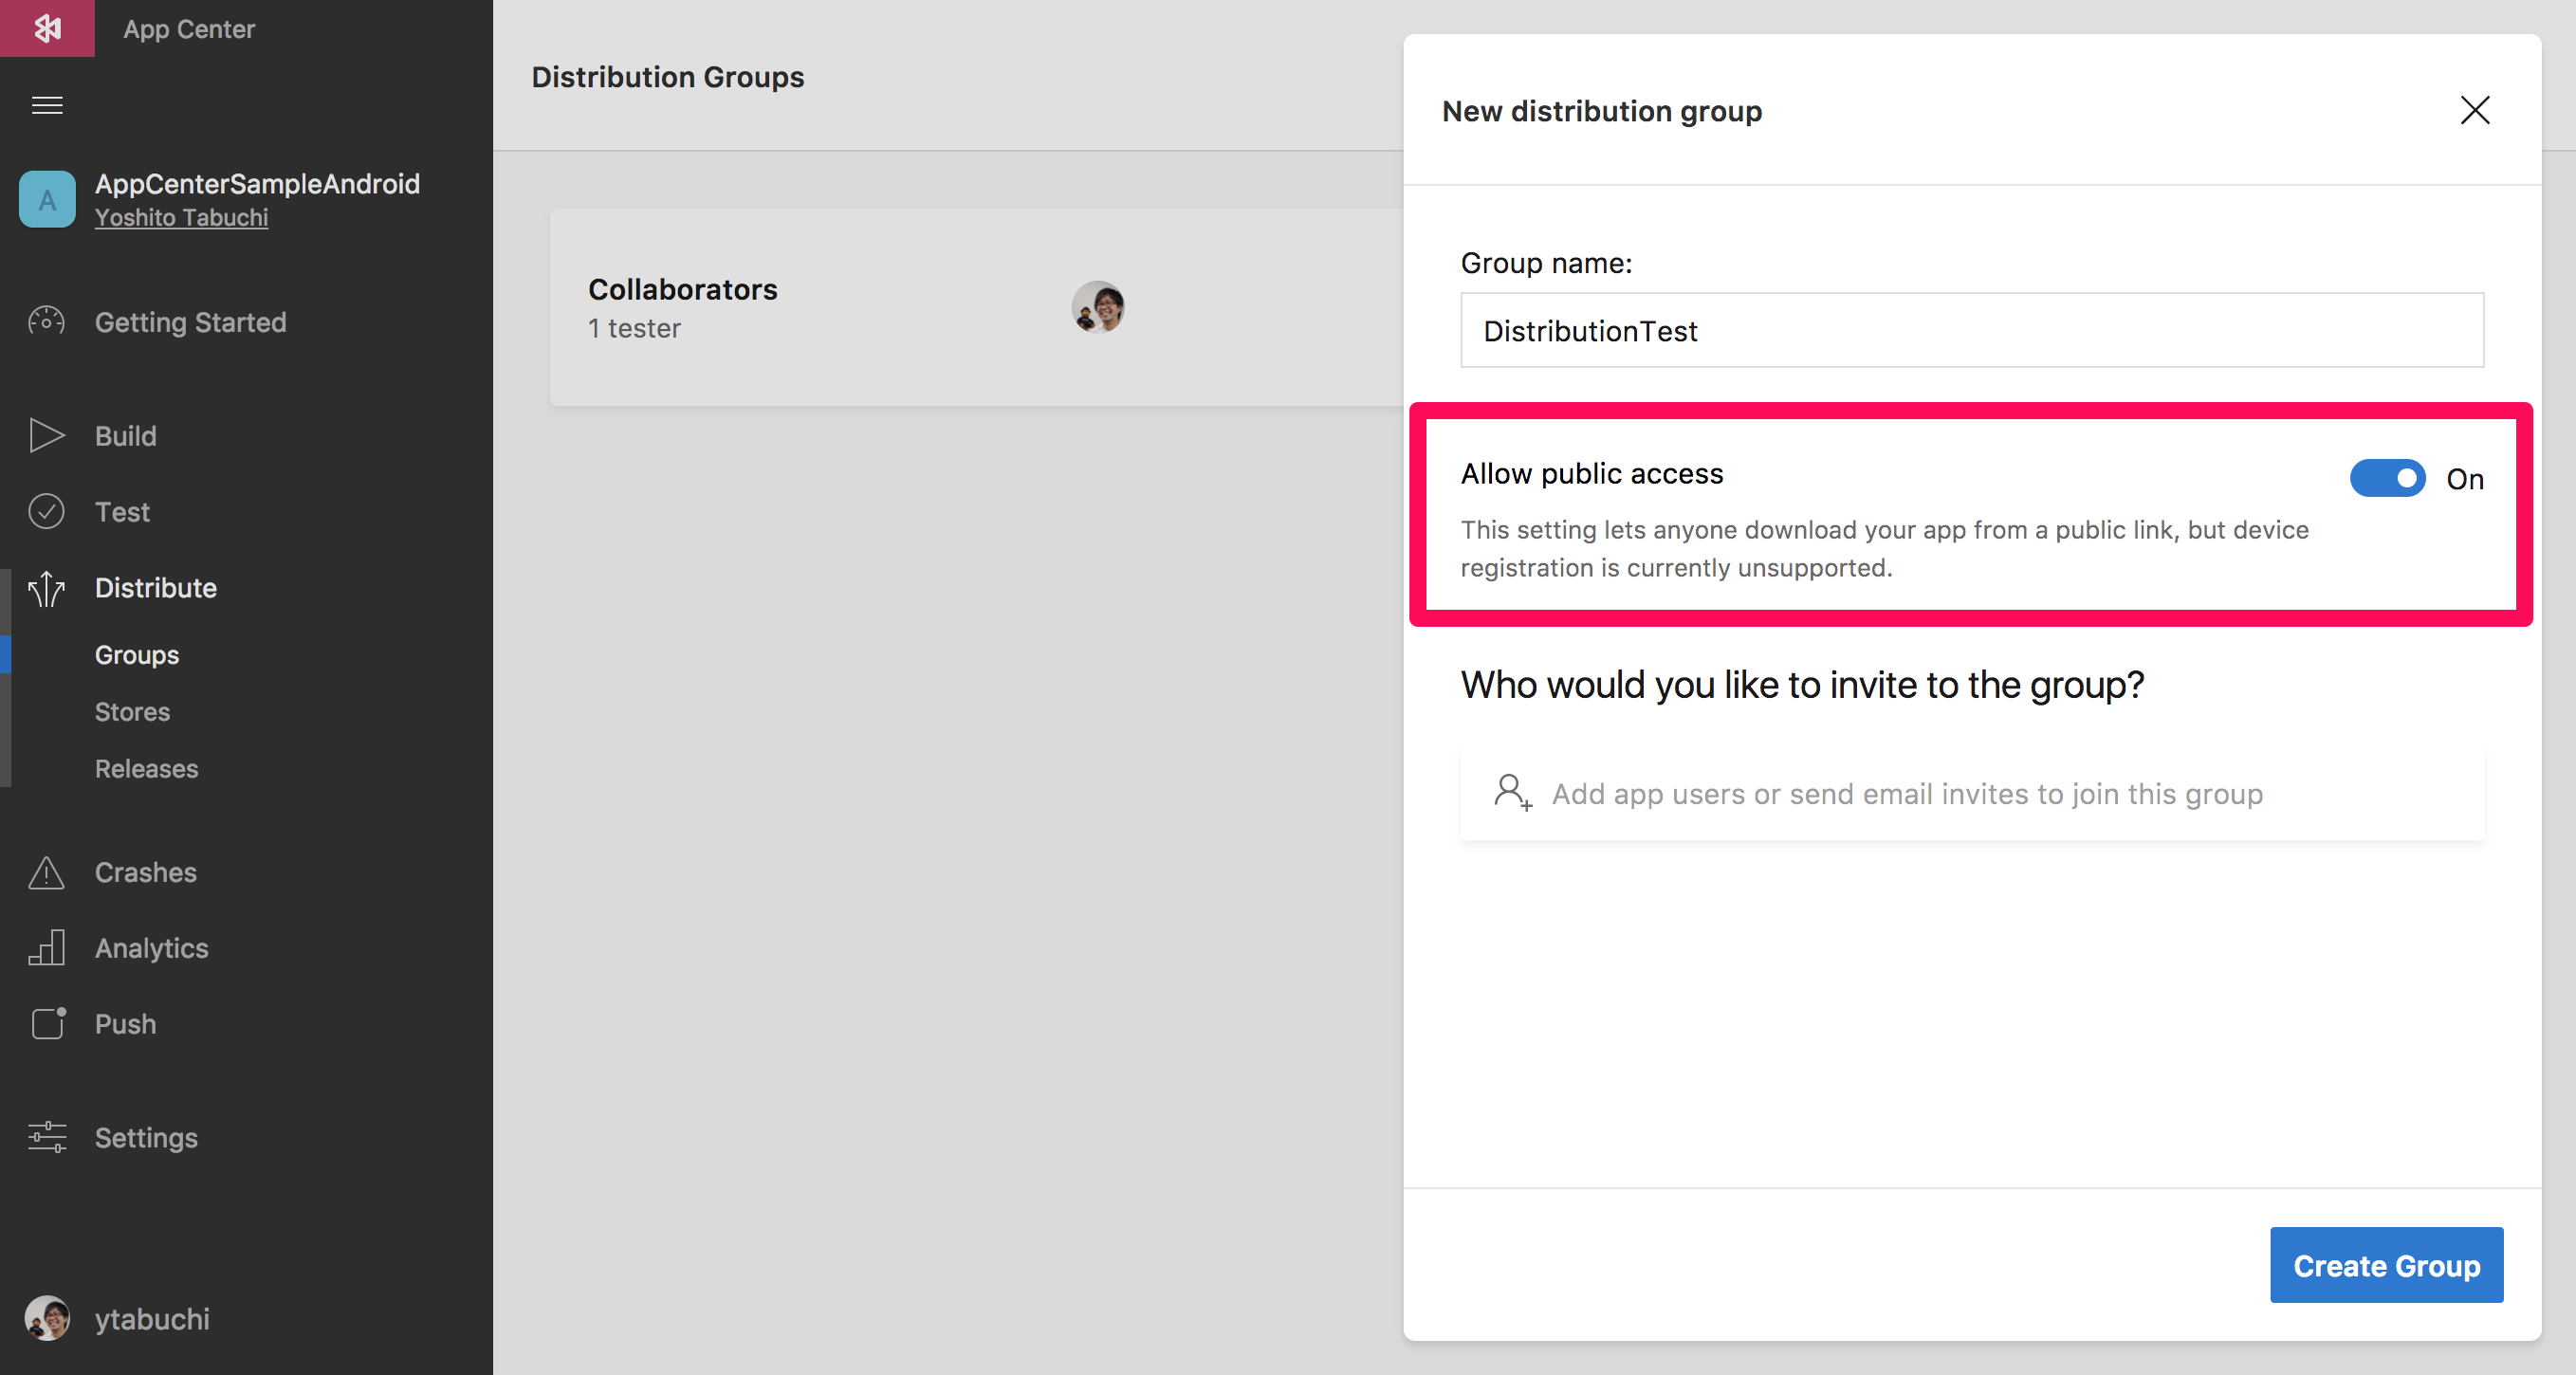 App Center
A
AppCenterSampleAndroid
Yoshito Tabuchi
Getting Started
Build
Test
Distribute
Groups
Stores
Releases
Crashes
Analytics
Push
Settings
ytabuchi
Distribution Groups
Collaborators
1 tester
New distribution group
Group name:
DistributionTest
Allow public access
On
This setting lets anyone download your app from a public link, but device
registration is currently unsupported.
Who would you like to invite to the group?
Add app users or send email invites to join this group
Create Group